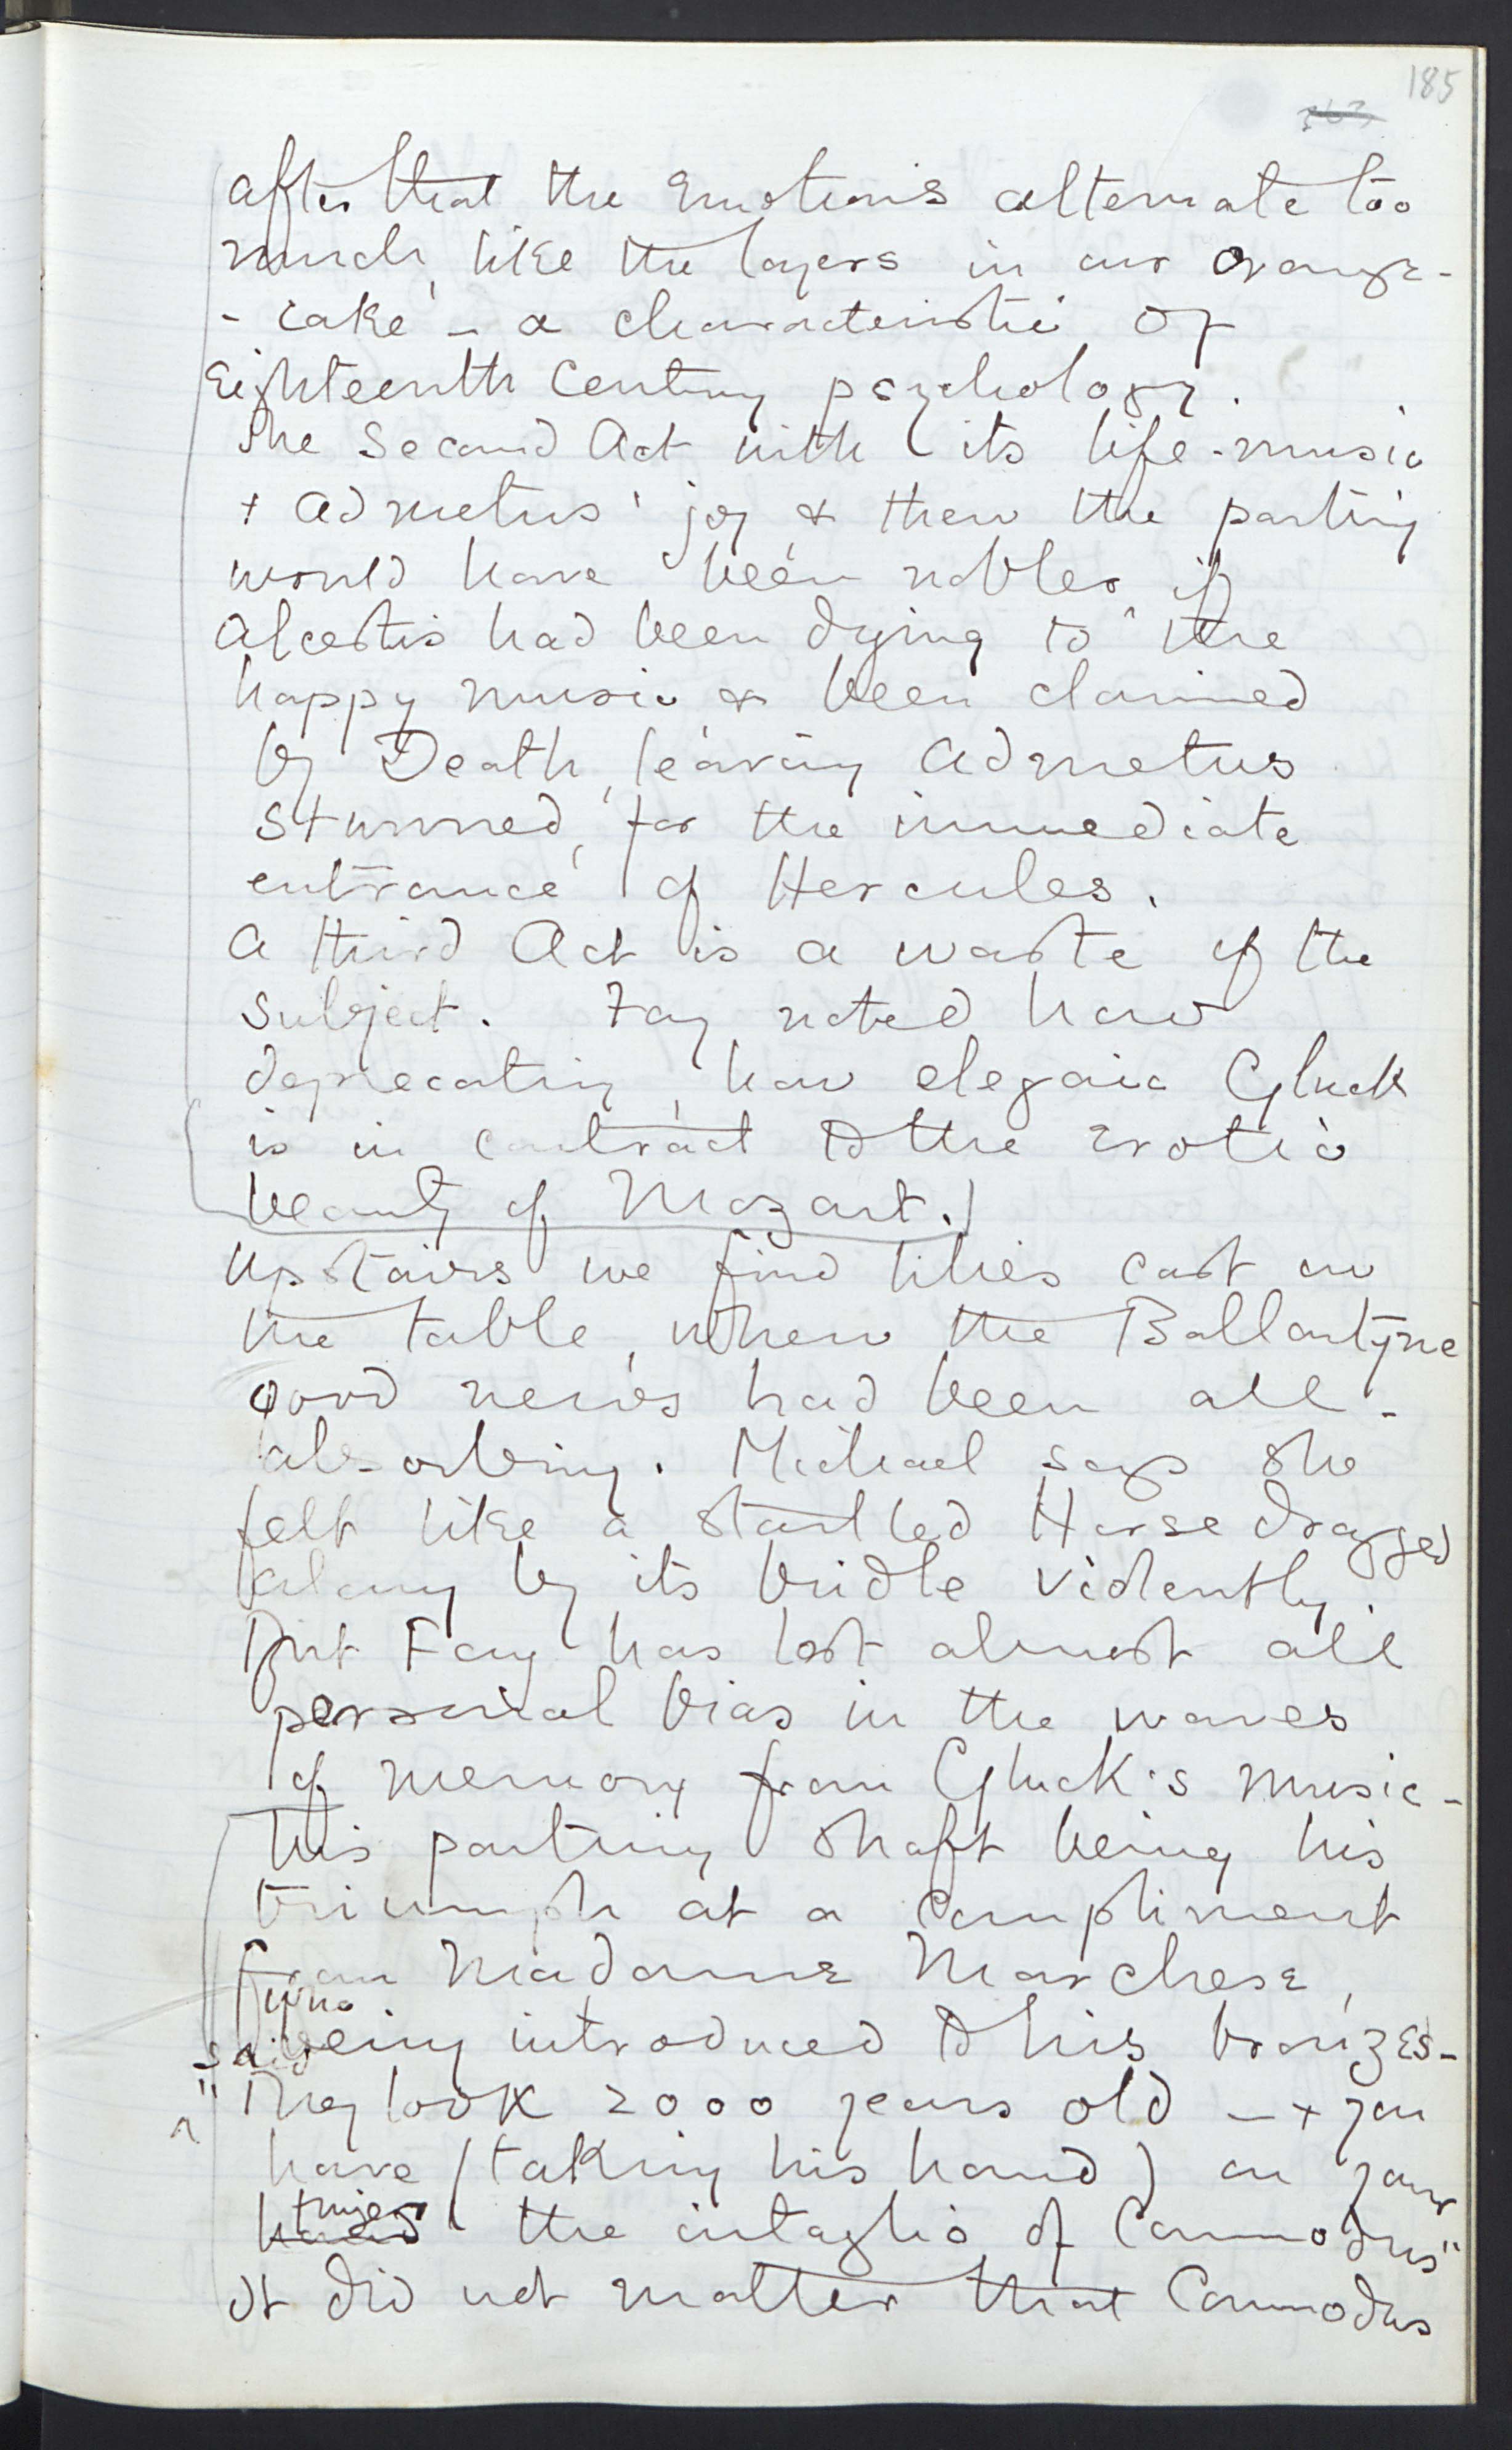 185
after that the Emotions alternate too
much, like the layers in our orange-
- cake - a characteristic of
Eighteenth Century psychology.
The Second Act with its life-music
+ Admetus' joy & then the parting
would have been nobler if
Alcestis had been dying to the
happy music & been claimed
by Death, leaving Admetus
stunned, for the immediate
entrance of Hercules.
A third Act is a waste of the
subject. Fay noted how
deprecating, how elegaic Gluck
is in contrast to the Erotic
beauty of Mozart.)
Upstairs we find lilies cast on
the table, when the Ballantyne
good news had been all-
absorbing. Michael says she
felt like a startled Horse dragged
along by its bridle violently.
But Fay has lost almost all
personal bias in the waves
of memory from Gluck's music -
his parting shaft being his
triumph at a compliment
from Madame Marchese,
who
being introduced to his bronzes -
said
"They look 2000 years old - + you
have (taking his hand) on your
finger
hand the intaglio of Commodus"
It did not matter that Commodus